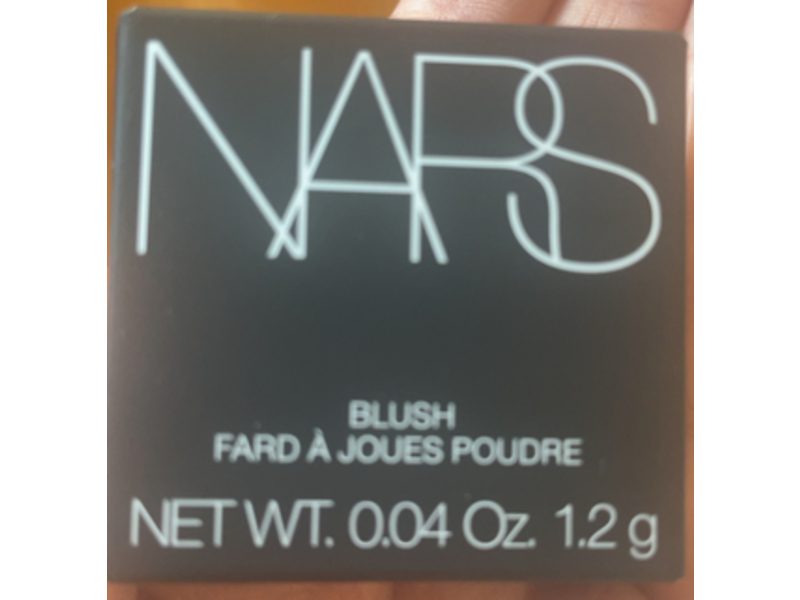 NARS
BLUSH
FARD À JOUES POUDRE
NET WT. 0.04 Oz. 1.2 g